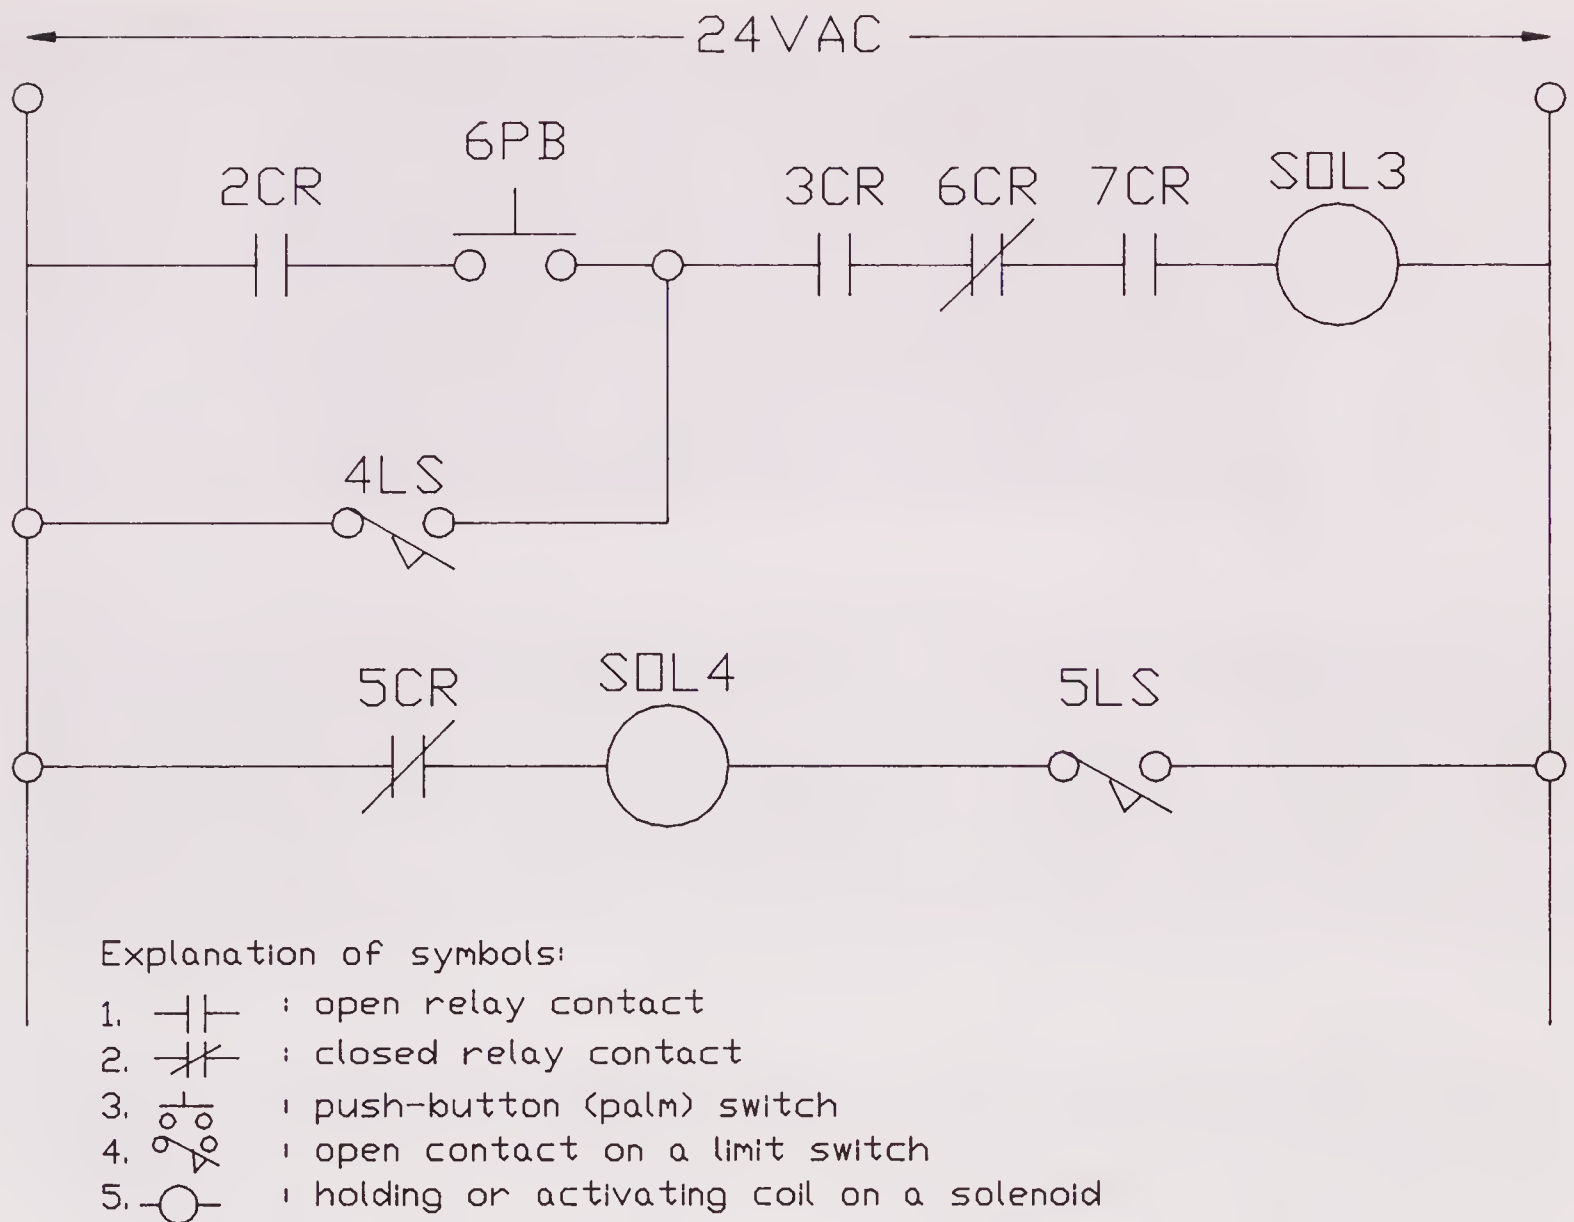 24VAC
6PB
2CR
3CR
6CR
7CR
SOL3
4LS
5CR
SOL4
5LS
Explanation of symbols:
1. : open relay contact
2. : closed relay contact
3. : push-button (palm) switch
4. : open contact on a limit switch
5. : holding or activating coil on a solenoid